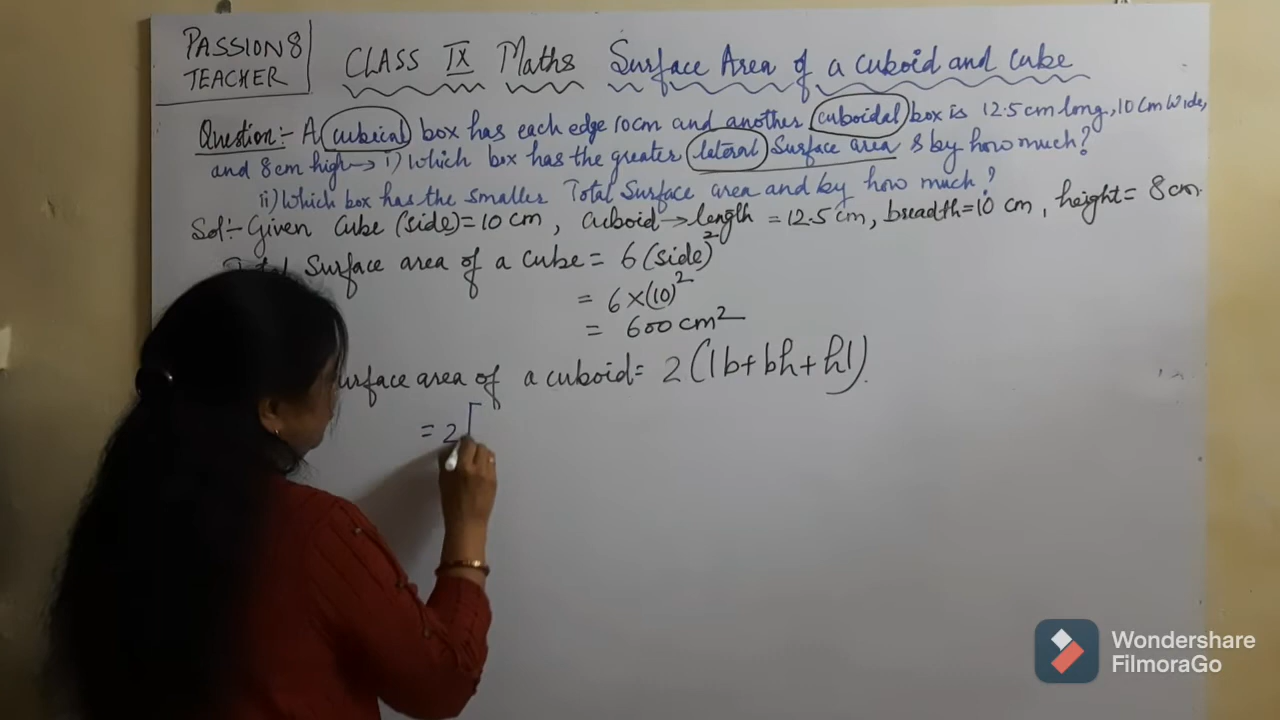 PASSION8
TEACHER
CLASS IX Maths Surface Area of a cuboid and cube
Question:- A cubical box has each edge 10cm and another cuboidal box is 12.5cm long, 10 Cm wide,
and 8cm high→ i) Which box has the greater lateral Surface area & by how much?
ii) Which box has the smaller Total Surface area and by how much?
Sol:- Given Cube (side)=10 cm, cuboid→length =12.5 cm, breadth=10 cm, height= 8 cm.
Surface area of a cube = 6 (side)²
= 6×(10)²
= 600 cm²
urface area of a cuboid= 2(lb+bh+hl).
= 2[
Wondershare
FilmoraGo